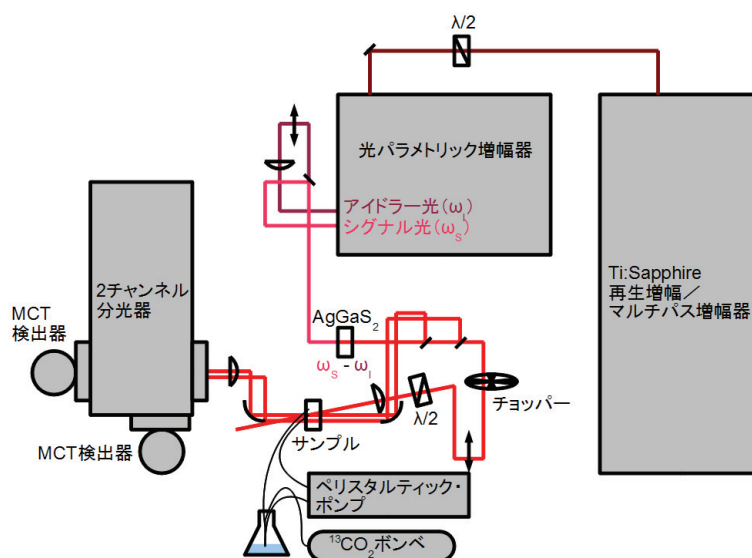 λ/2
光パラメトリック増幅器
アイドラー光(ωI)
シグナル光(ωS)
Ti:Sapphire
再生増幅／
マルチパス増幅器
2チャンネル
分光器
MCT
検出器
AgGaS2
ωS - ωI
チョッパー
λ/2
サンプル
MCT検出器
ペリスタルティック・
ポンプ
13CO2ボンベ